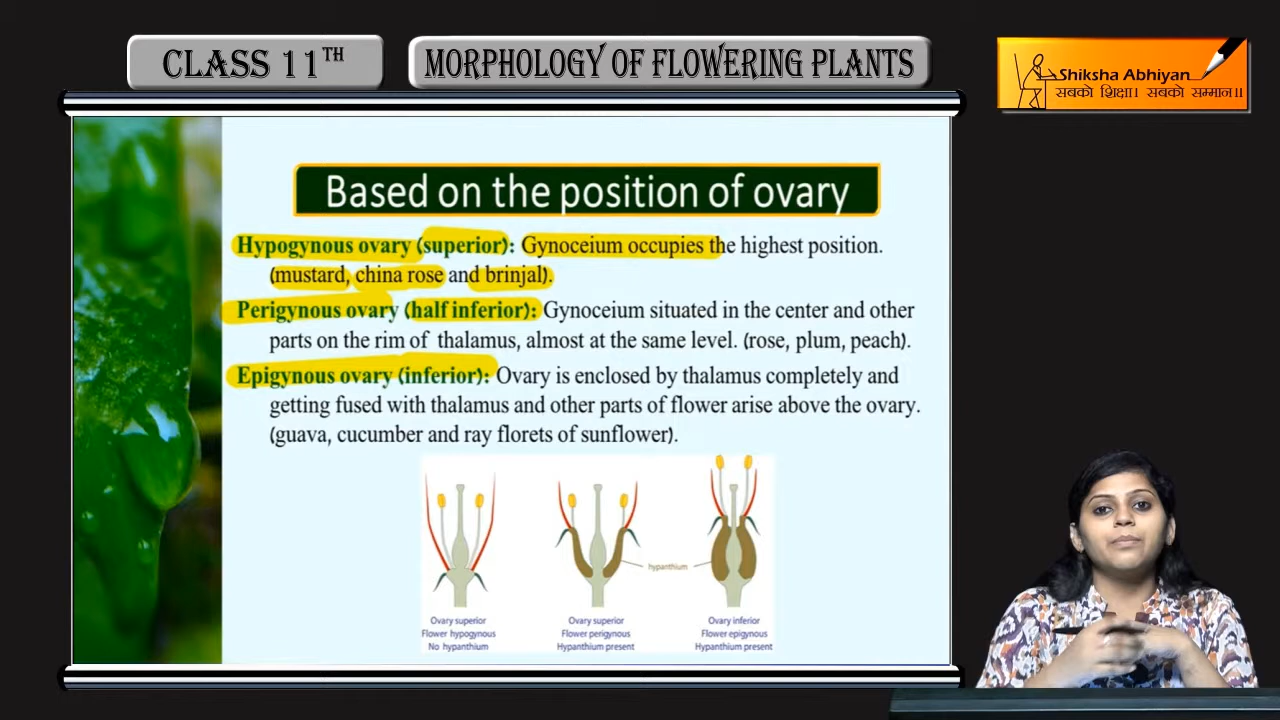 CLASS 11TH
MORPHOLOGY OF FLOWERING PLANTS
Shiksha Abhiyan
सबको शिक्षा। सबको सम्मान॥
Based on the position of ovary
Hypogynous ovary (superior): Gynoceium occupies the highest position.
(mustard, china rose and brinjal).
Perigynous ovary (half inferior): Gynoceium situated in the center and other
parts on the rim of thalamus, almost at the same level. (rose, plum, peach).
Epigynous ovary (inferior): Ovary is enclosed by thalamus completely and
getting fused with thalamus and other parts of flower arise above the ovary.
(guava, cucumber and ray florets of sunflower).
hypanthium
Ovary superior
Flower hypogynous
No hypanthium
Ovary superior
Flower perigynous
Hypanthium present
Ovary inferior
Flower epigynous
Hypanthium present